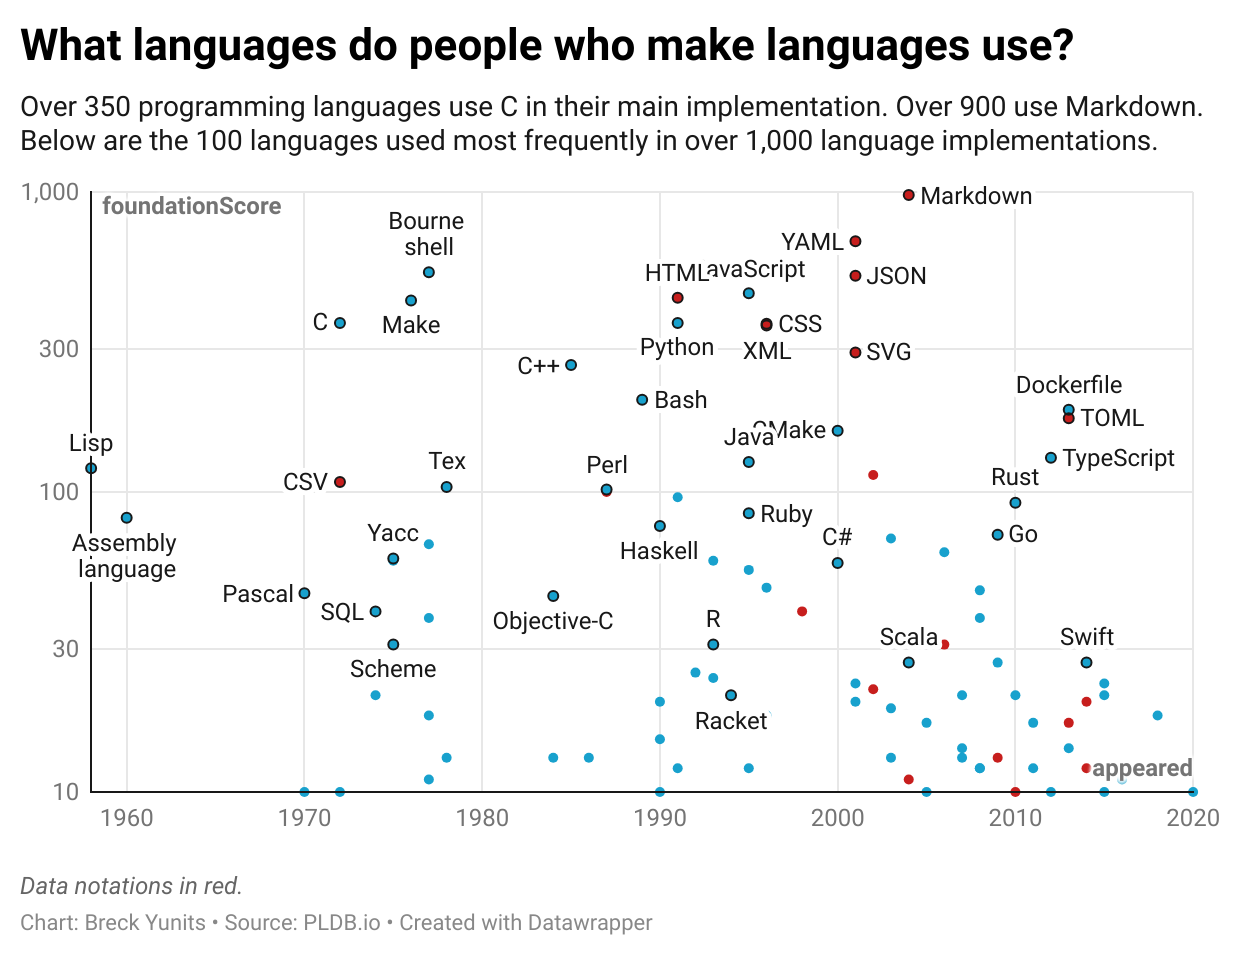 What languages do people who make languages use?
Over 350 programming languages use C in their main implementation. Over 900 use Markdown.
Below are the 100 languages used most frequently in over 1,000 language implementations.
1,000
foundationScore
Markdown
Bourne
shell
YAML
HTML
avaScript
JSON
Make
C
CSS
Python
XML
300
SVG
C++
Dockerfile
Bash
TOML
Java
Make
Lisp
Tex
Perl
TypeScript
CSV
Rust
100
Ruby
Yacc
Assembly
language
Haskell
C#
Go
Pascal
SQL
Objective-C
R
Scala
Swift
30
Scheme
Racket
appeared
10
1960
1970
1980
1990
2000
2010
2020
Data notations in red.
Chart: Breck Yunits • Source: PLDB.io • Created with Datawrapper